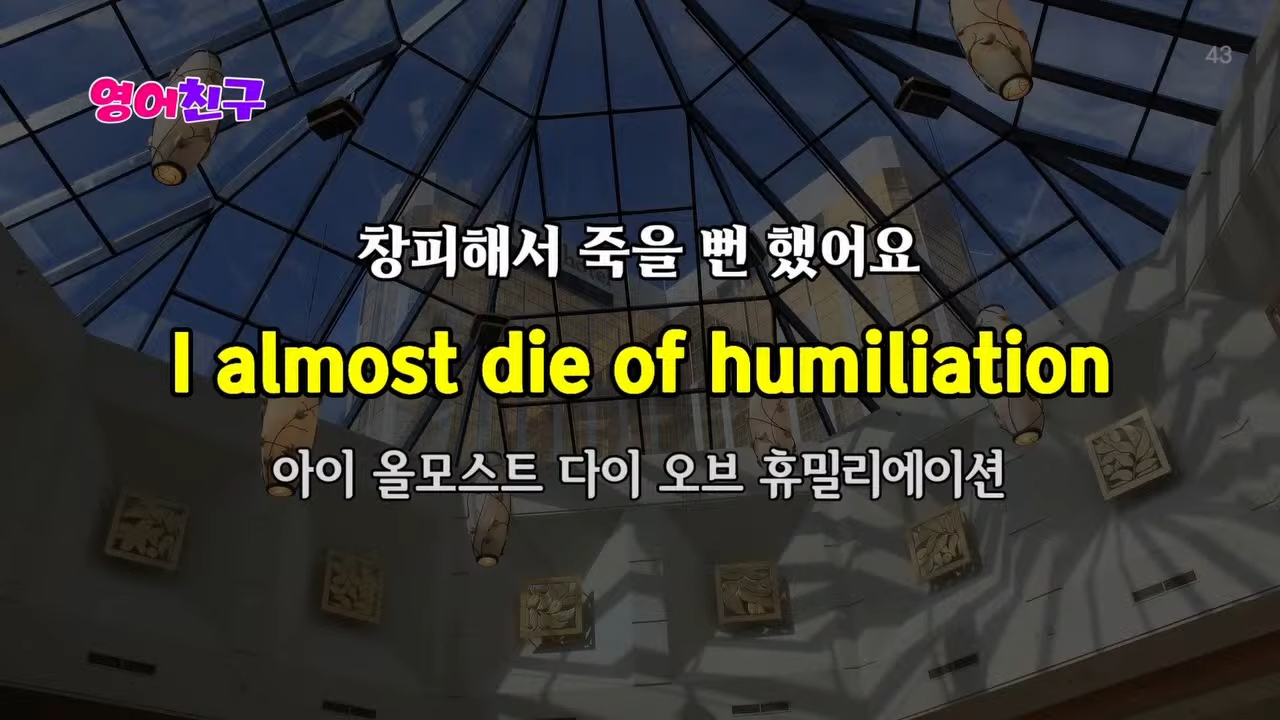 43
영어친구
창피해서 죽을 뻔 했어요
I almost die of humiliation
아이 올모스트 다이 오브 휴밀리에이션